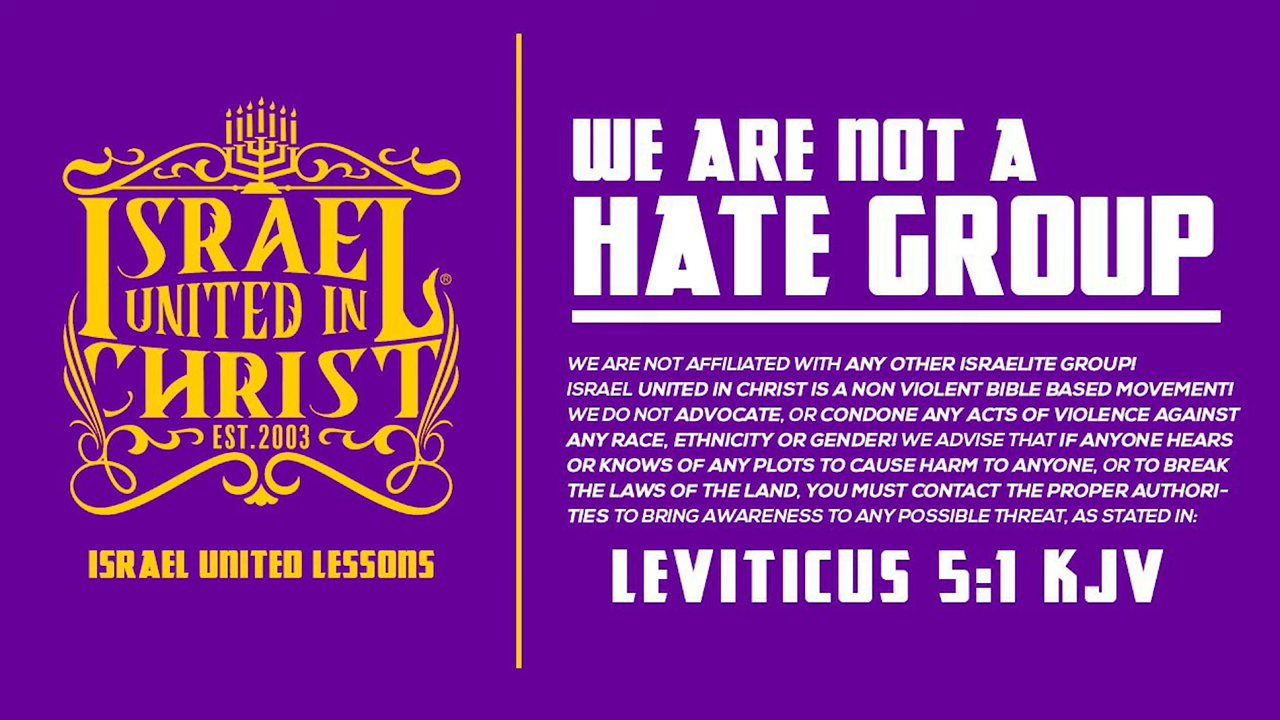 ISRAEL
UNITED IN
CHRIST
®
EST.2003
ISRAEL UNITED LESSONS
WE ARE NOT A
HATE GROUP
WE ARE NOT AFFILIATED WITH ANY OTHER ISRAELITE GROUP!
ISRAEL UNITED IN CHRIST IS A NON VIOLENT BIBLE BASED MOVEMENT!
WE DO NOT ADVOCATE, OR CONDONE ANY ACTS OF VIOLENCE AGAINST
ANY RACE, ETHNICITY OR GENDER! WE ADVISE THAT IF ANYONE HEARS
OR KNOWS OF ANY PLOTS TO CAUSE HARM TO ANYONE, OR TO BREAK
THE LAWS OF THE LAND, YOU MUST CONTACT THE PROPER AUTHORI-
TIES TO BRING AWARENESS TO ANY POSSIBLE THREAT, AS STATED IN:
LEVITICUS 5:1 KJV